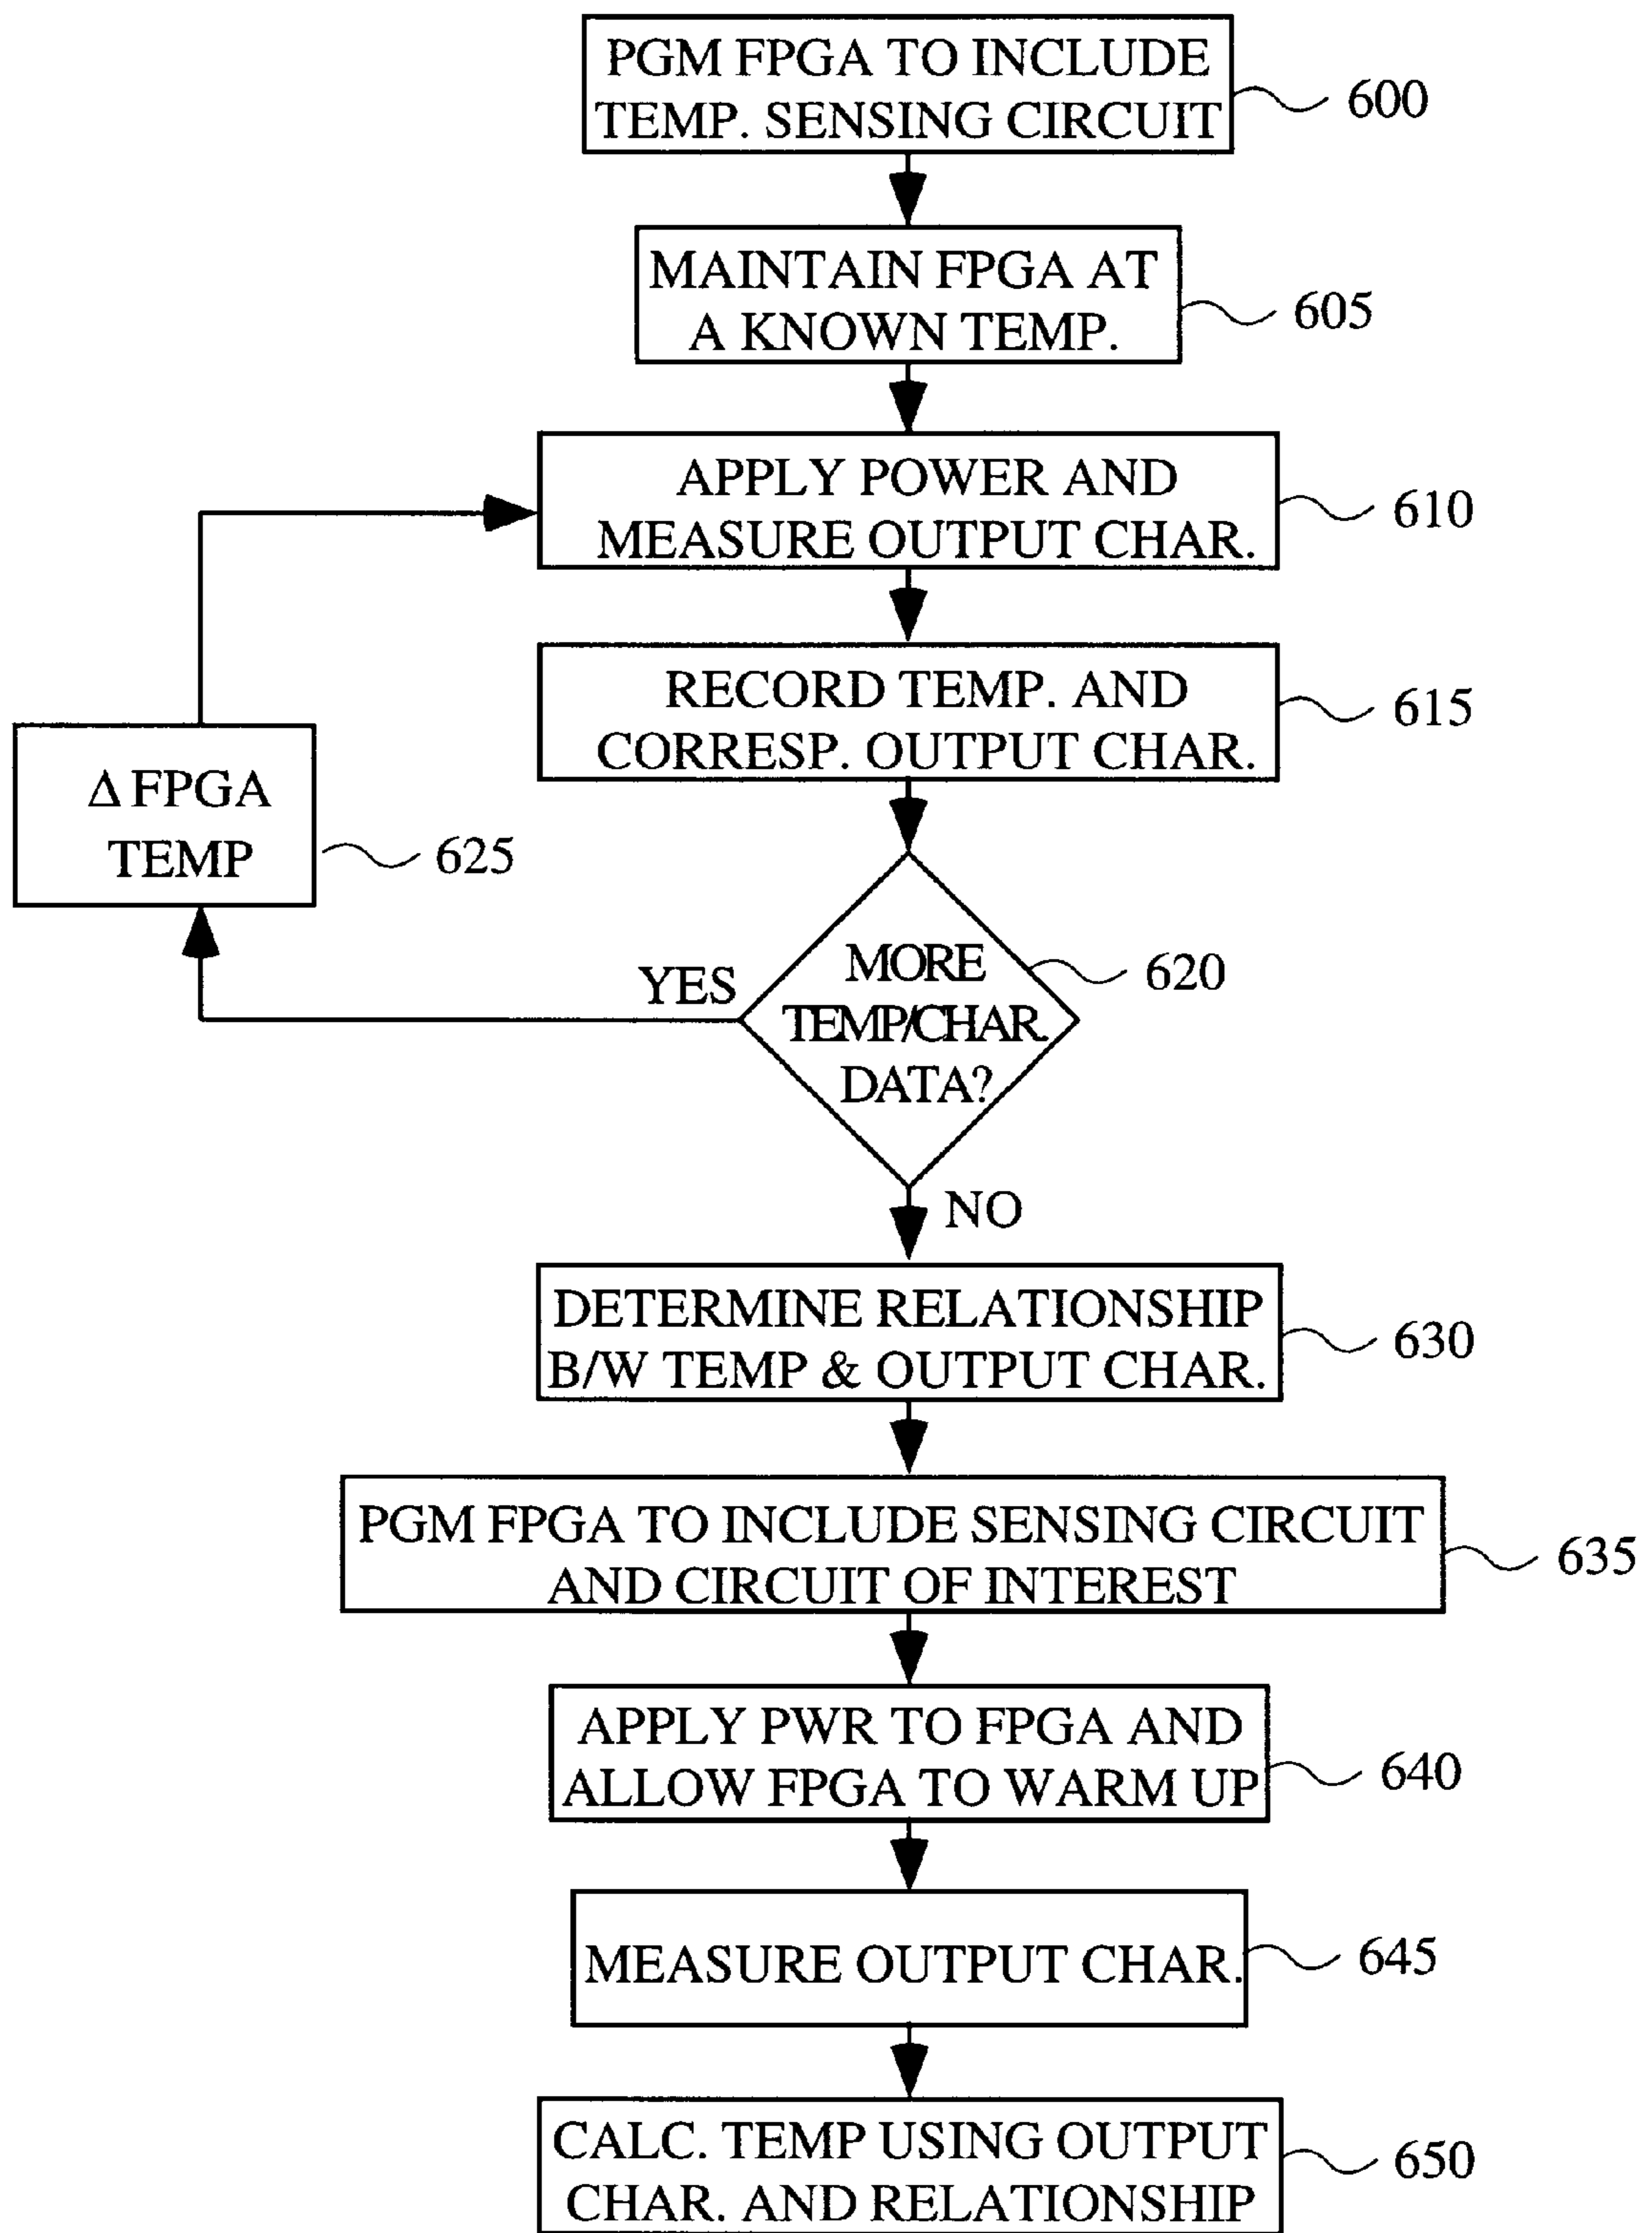 PGM FPGA TO INCLUDE
TEMP. SENSING CIRCUIT
600
MAINTAIN FPGA AT
A KNOWN TEMP.
605
APPLY POWER AND
MEASURE OUTPUT CHAR.
610
RECORD TEMP. AND
CORRESP. OUTPUT CHAR.
615
Δ FPGA
TEMP
625
MORE
TEMP/CHAR.
DATA?
620
YES
NO
DETERMINE RELATIONSHIP
B/W TEMP & OUTPUT CHAR.
630
PGM FPGA TO INCLUDE SENSING CIRCUIT
AND CIRCUIT OF INTEREST
635
APPLY PWR TO FPGA AND
ALLOW FPGA TO WARM UP
640
MEASURE OUTPUT CHAR.
645
CALC. TEMP USING OUTPUT
CHAR. AND RELATIONSHIP
650